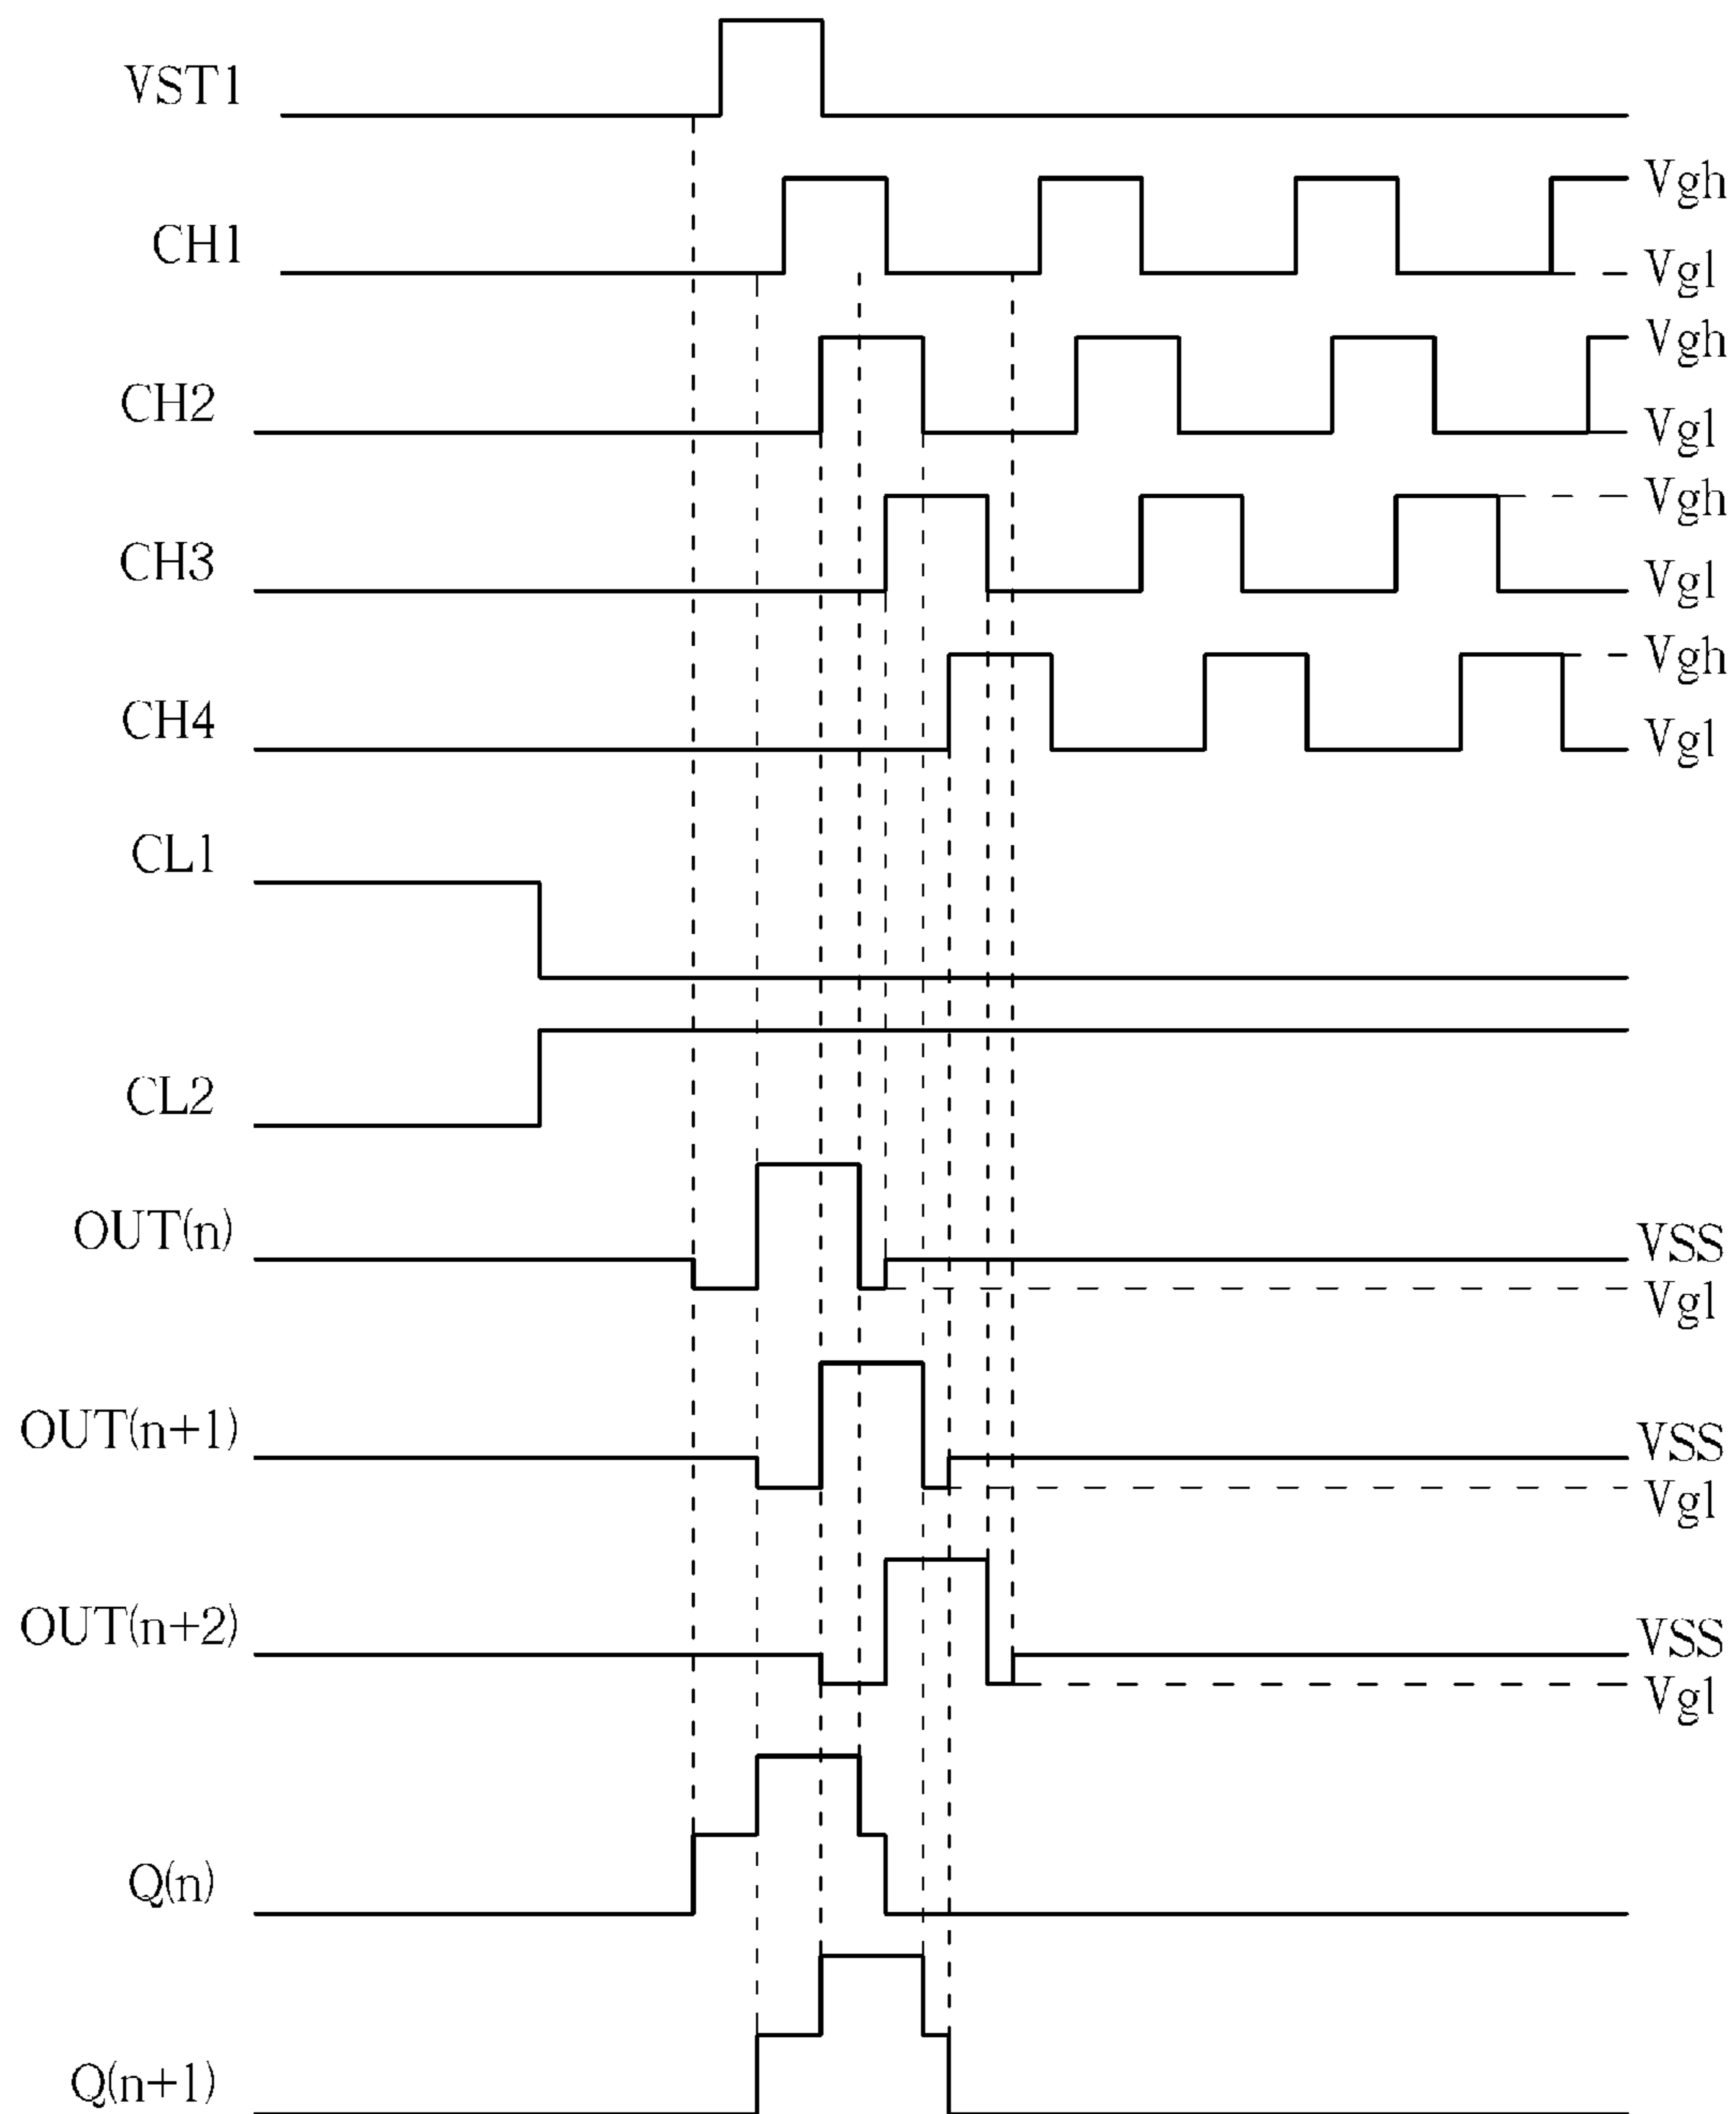 VST1
Vgh
CH1
Vgl
Vgh
CH2
Vgl
Vgh
CH3
Vgl
Vgh
CH4
Vgl
CL1
CL2
OUT(n)
VSS
Vgl
OUT(n+1)
VSS
Vgl
OUT(n+2)
VSS
Vgl
Q(n)
Q(n+1)